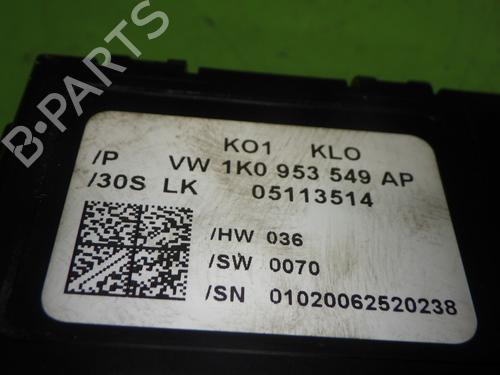 B-PARTS
KO1 KLO
/P VW 1K0 953 549 AP
/30S LK 05113514
/HW 036
/SW 0070
/SN 01020062520238